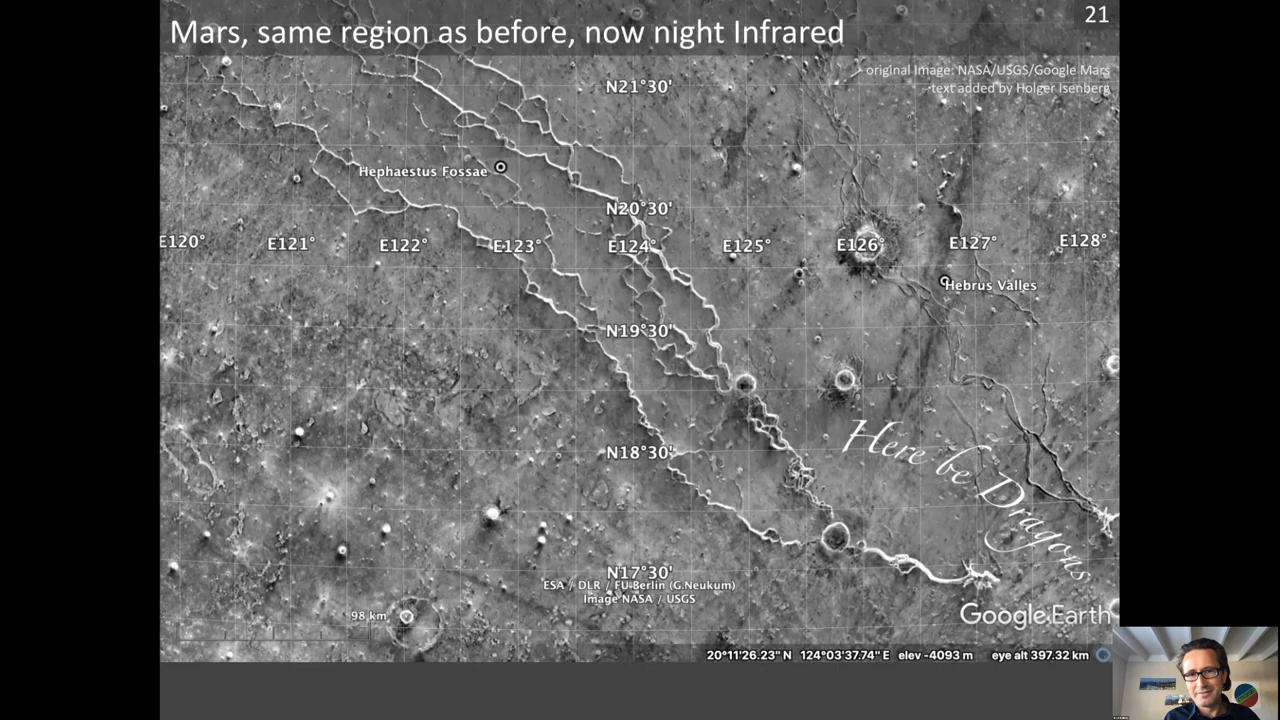 Mars, same region as before, now night Infrared
21
original Image: NASA/USGS/Google Mars
text added by Holger Isenberg
N21°30'
Hephaestus Fossae
N20°30'
E120°
E121°
E122°
E123°
E124°
E125°
E126°
E127°
E128°
Hebrus Valles
N19°30'
Here be Dragons
N18°30'
N17°30'
ESA / DLR / FU Berlin (G.Neukum)
Image NASA / USGS
98 km
Google Earth
20°11'26.23" N 124°03'37.74" E elev -4093 m eye alt 397.32 km